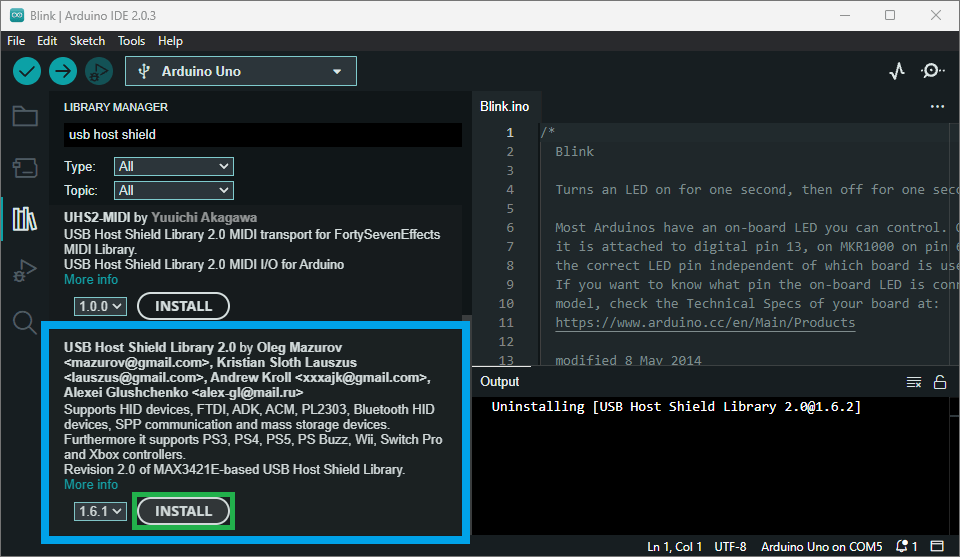 Blink | Arduino IDE 2.0.3
File Edit Sketch Tools Help
Arduino Uno
LIBRARY MANAGER
usb host shield
Type: All
Topic: All
UHS2-MIDI by Yuuichi Akagawa
USB Host Shield Library 2.0 MIDI transport for FortySevenEffects
MIDI Library.
USB Host Shield Library 2.0 MIDI I/O for Arduino
More info
1.0.0 INSTALL
USB Host Shield Library 2.0 by Oleg Mazurov
<mazurov@gmail.com>, Kristian Sloth Lauszus
<lauszus@gmail.com>, Andrew Kroll <xxxajk@gmail.com>,
Alexei Glushchenko <alex-gl@mail.ru>
Supports HID devices, FTDI, ADK, ACM, PL2303, Bluetooth HID
devices, SPP communication and mass storage devices.
Furthermore it supports PS3, PS4, PS5, PS Buzz, Wii, Switch Pro
and Xbox controllers.
Revision 2.0 of MAX3421E-based USB Host Shield Library.
More info
1.6.1 INSTALL
Blink.ino
1 /*
2 Blink
3
4 Turns an LED on for one second, then off for one sec
5
6 Most Arduinos have an on-board LED you can control.
7 it is attached to digital pin 13, on MKR1000 on pin 6
8 the correct LED pin independent of which board is use
9 If you want to know what pin the on-board LED is conn
10 model, check the Technical Specs of your board at:
11 https://www.arduino.cc/en/Main/Products
12
13 modified 8 May 2014
Output
Uninstalling [USB Host Shield Library 2.0@1.6.2]
Ln 1, Col 1 UTF-8 Arduino Uno on COM5 1